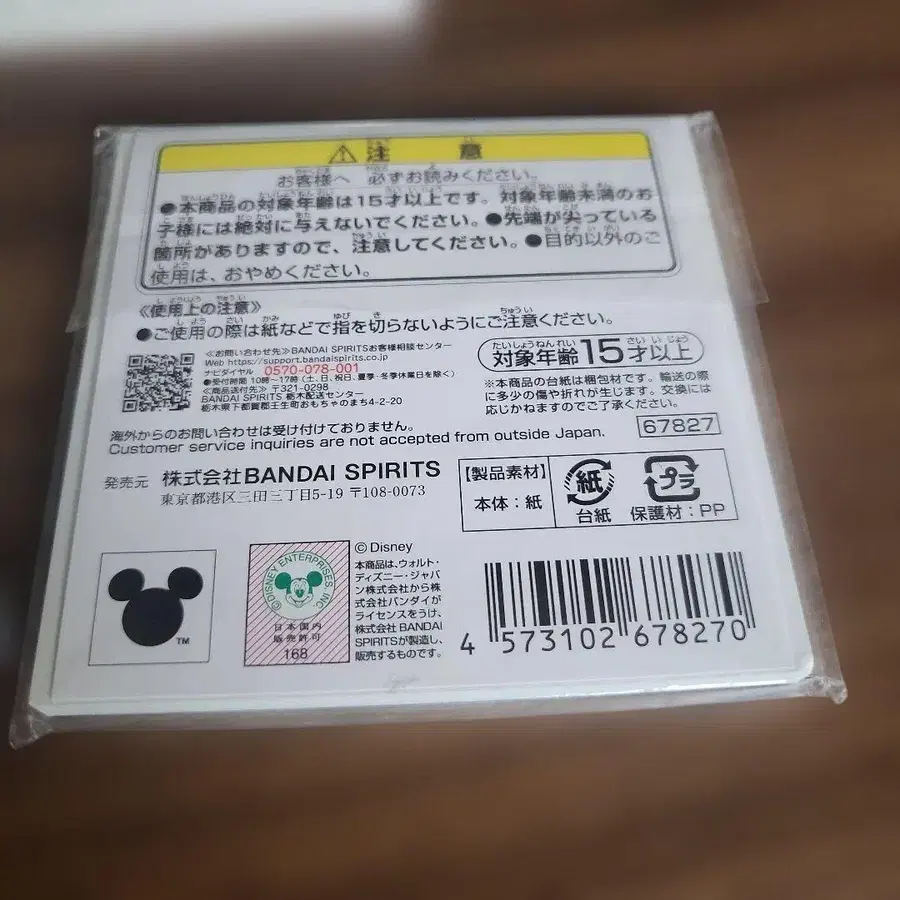 ⚠注 意
お客様へ 必ずお読みください。
●本商品の対象年齢は15才以上です。対象年齢未満のお
子様には絶対に与えないでください。●先端が尖っている
箇所がありますので、注意してください。●目的以外のご
使用は、おやめください。
《使用上の注意》
●ご使用の際は紙などで指を切らないようにご注意ください。
≪お問い合わせ先≫BANDAI SPIRITSお客様相談センター
Web https://support.bandaispirits.co.jp
ナビダイヤル 0570-078-001
●受付時間 10時〜17時(土、日、祝日、夏季・冬季休業日を除く)
≪商品送付先≫〒321-0298
BANDAI SPIRITS 栃木配送センター
栃木県下都賀郡壬生町おもちゃのまち4-2-20
たいしょうねんれい さい いじょう
対象年齢15才以上
※本商品の台紙は梱包材です。輸送の際
に多少の傷や折れが生じます。交換には
応じかねますのでご了承ください。
海外からのお問い合わせは受け付けておりません。
Customer service inquiries are not accepted from outside Japan.
67827
発売元 株式会社BANDAI SPIRITS
東京都港区三田三丁目5-19 〒108-0073
【製品素材】
本体:紙
紙
台紙
プラ
保護材:PP
TM
©DISNEY ENTERPRISES INC
日本国内
販売許可
168
© Disney
本商品は、ウォルト・
ディズニー・ジャパ
ン株式会社から株
式会社バンダイが
ライセンスをうけ、
株式会社BANDAI
SPIRITSが製造し、
販売するものです。
4 573102 678270